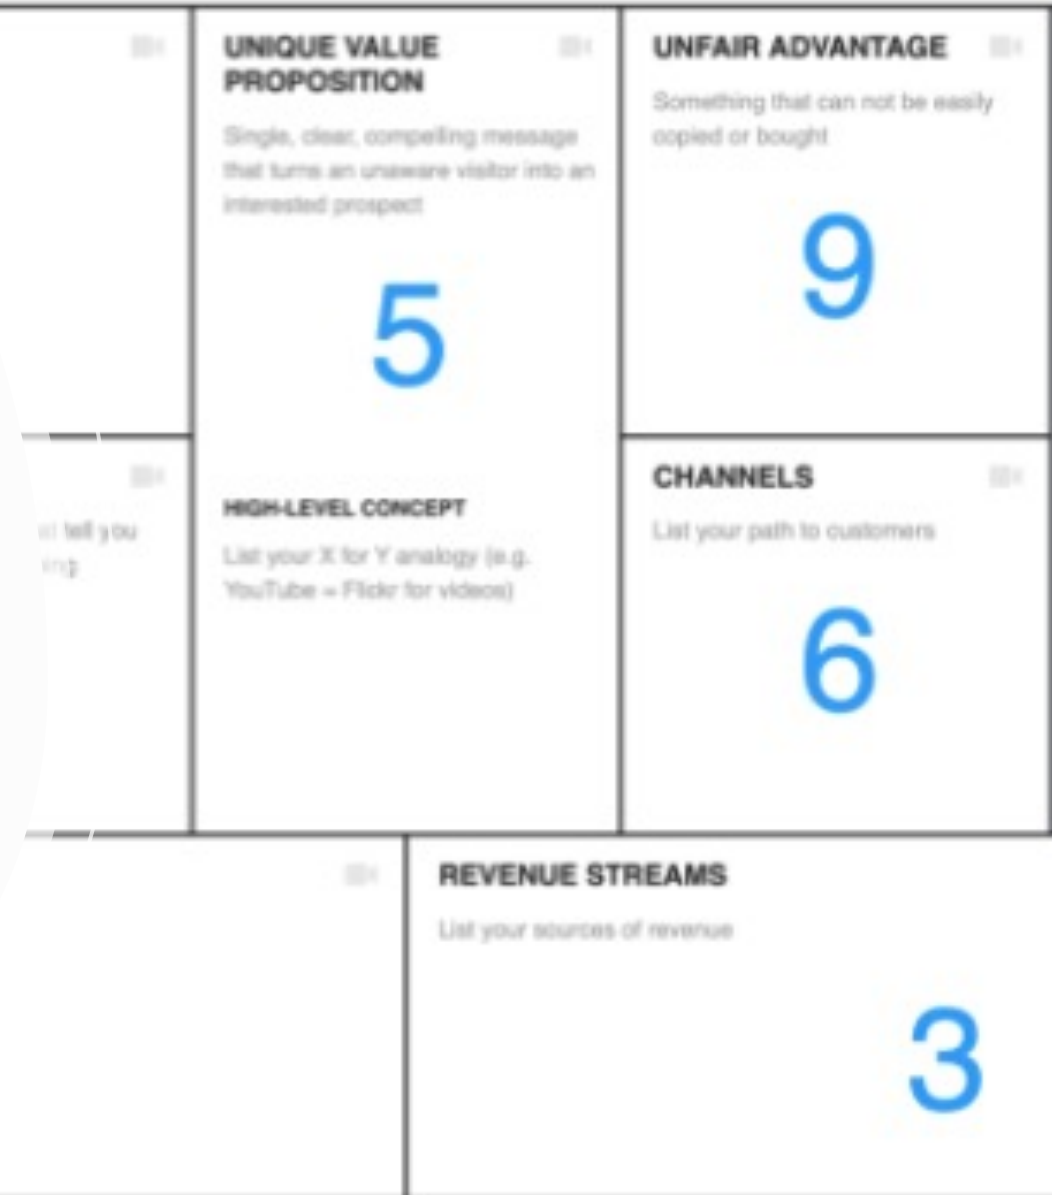 UNIQUE VALUE
PROPOSITION
Single, clear, compelling message
that turns an unaware visitor into an
interested prospect
5
HIGH-LEVEL CONCEPT
List your X for Y analogy (e.g.
YouTube = Flickr for videos)
UNFAIR ADVANTAGE
Something that can not be easily
copied or bought
9
tell you
CHANNELS
List your path to customers
6
REVENUE STREAMS
List your sources of revenue
3